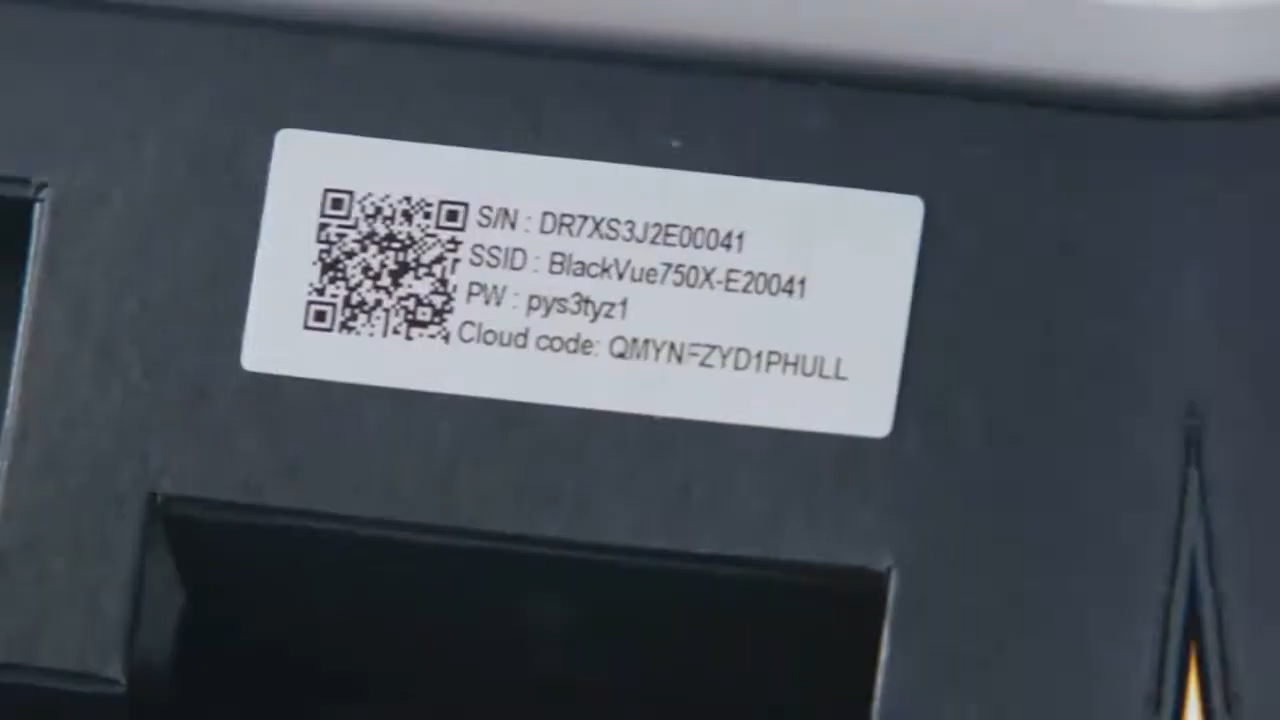 S/N : DR7XS3J2E00041
SSID : BlackVue750X-E20041
PW : pys3tyz1
Cloud code: QMYNFZYD1PHULL